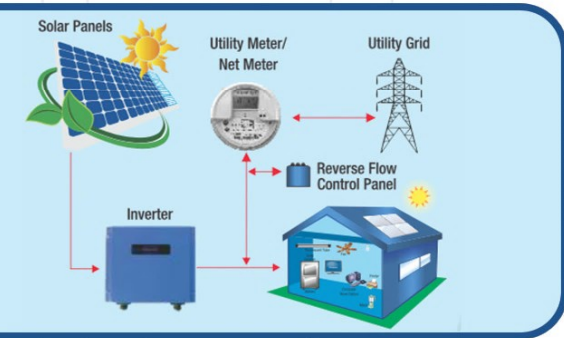 Solar Panels
Utility Meter/
Net Meter
Utility Grid
Reverse Flow
Control Panel
Inverter